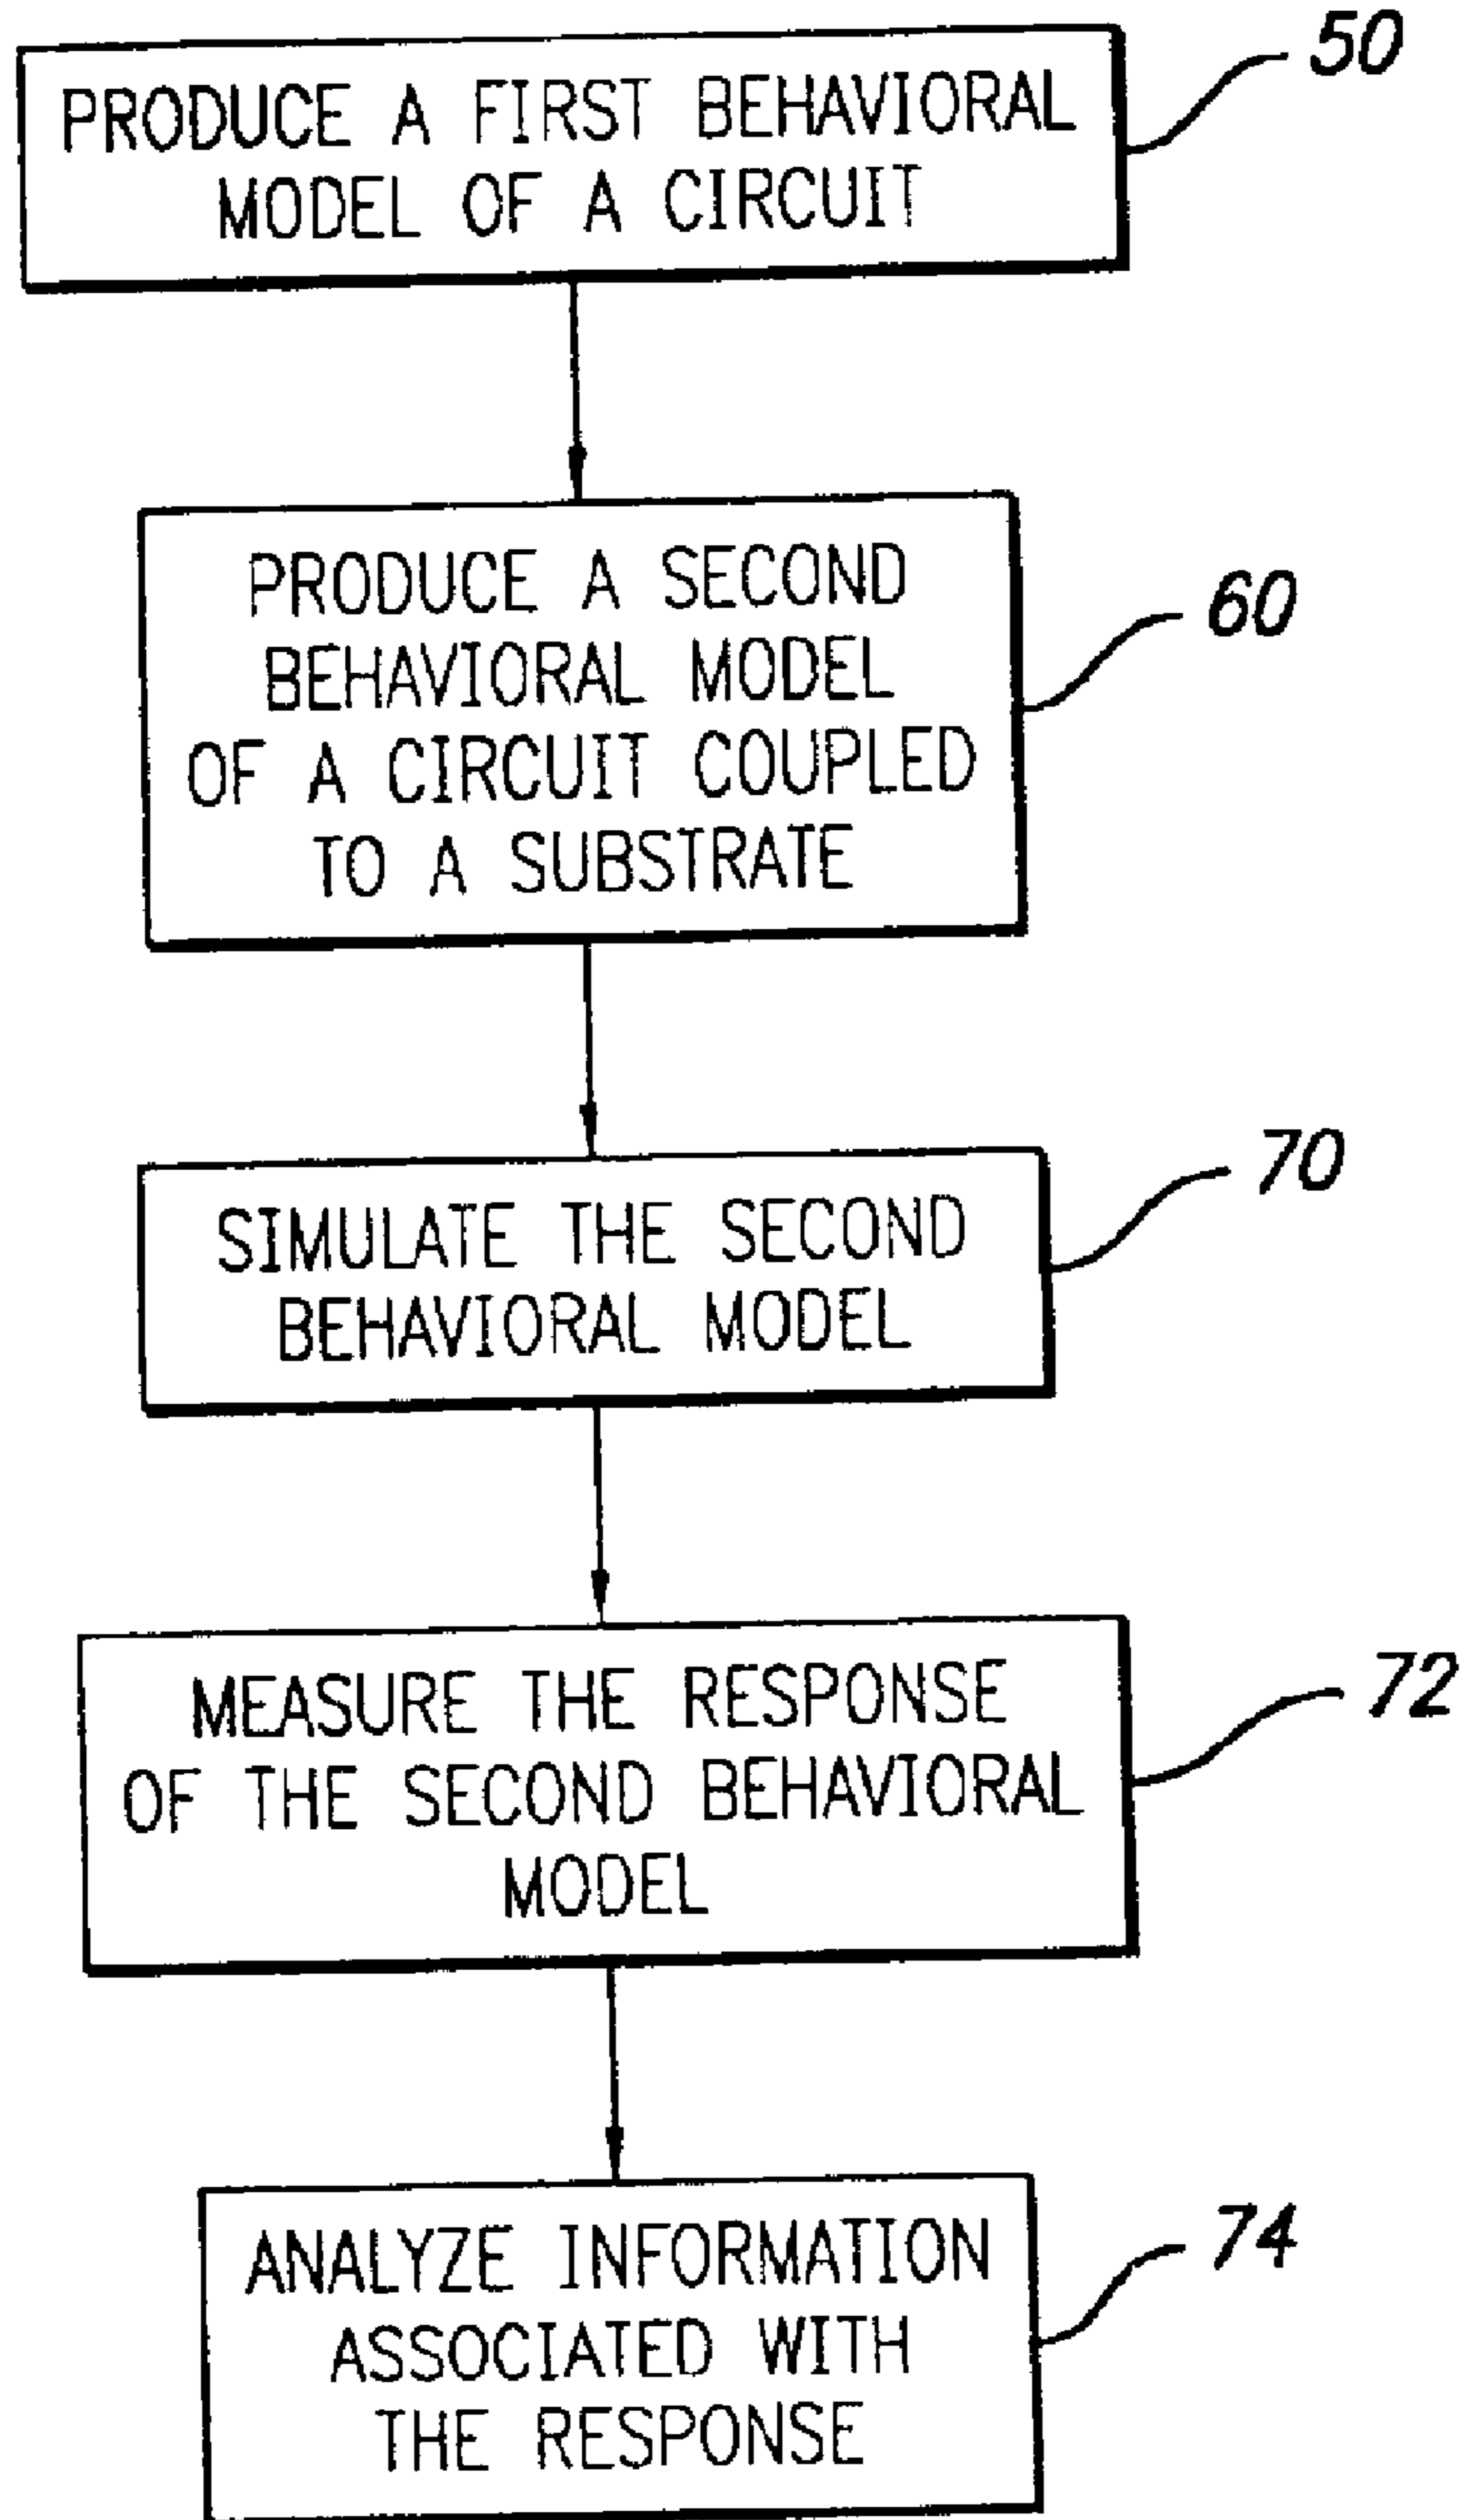 PRODUCE A FIRST BEHAVIORAL
MODEL OF A CIRCUIT
50
PRODUCE A SECOND
BEHAVIORAL MODEL
OF A CIRCUIT COUPLED
TO A SUBSTRATE
60
SIMULATE THE SECOND
BEHAVIORAL MODEL
70
MEASURE THE RESPONSE
OF THE SECOND BEHAVIORAL
MODEL
72
ANALYZE INFORMATION
ASSOCIATED WITH
THE RESPONSE
74